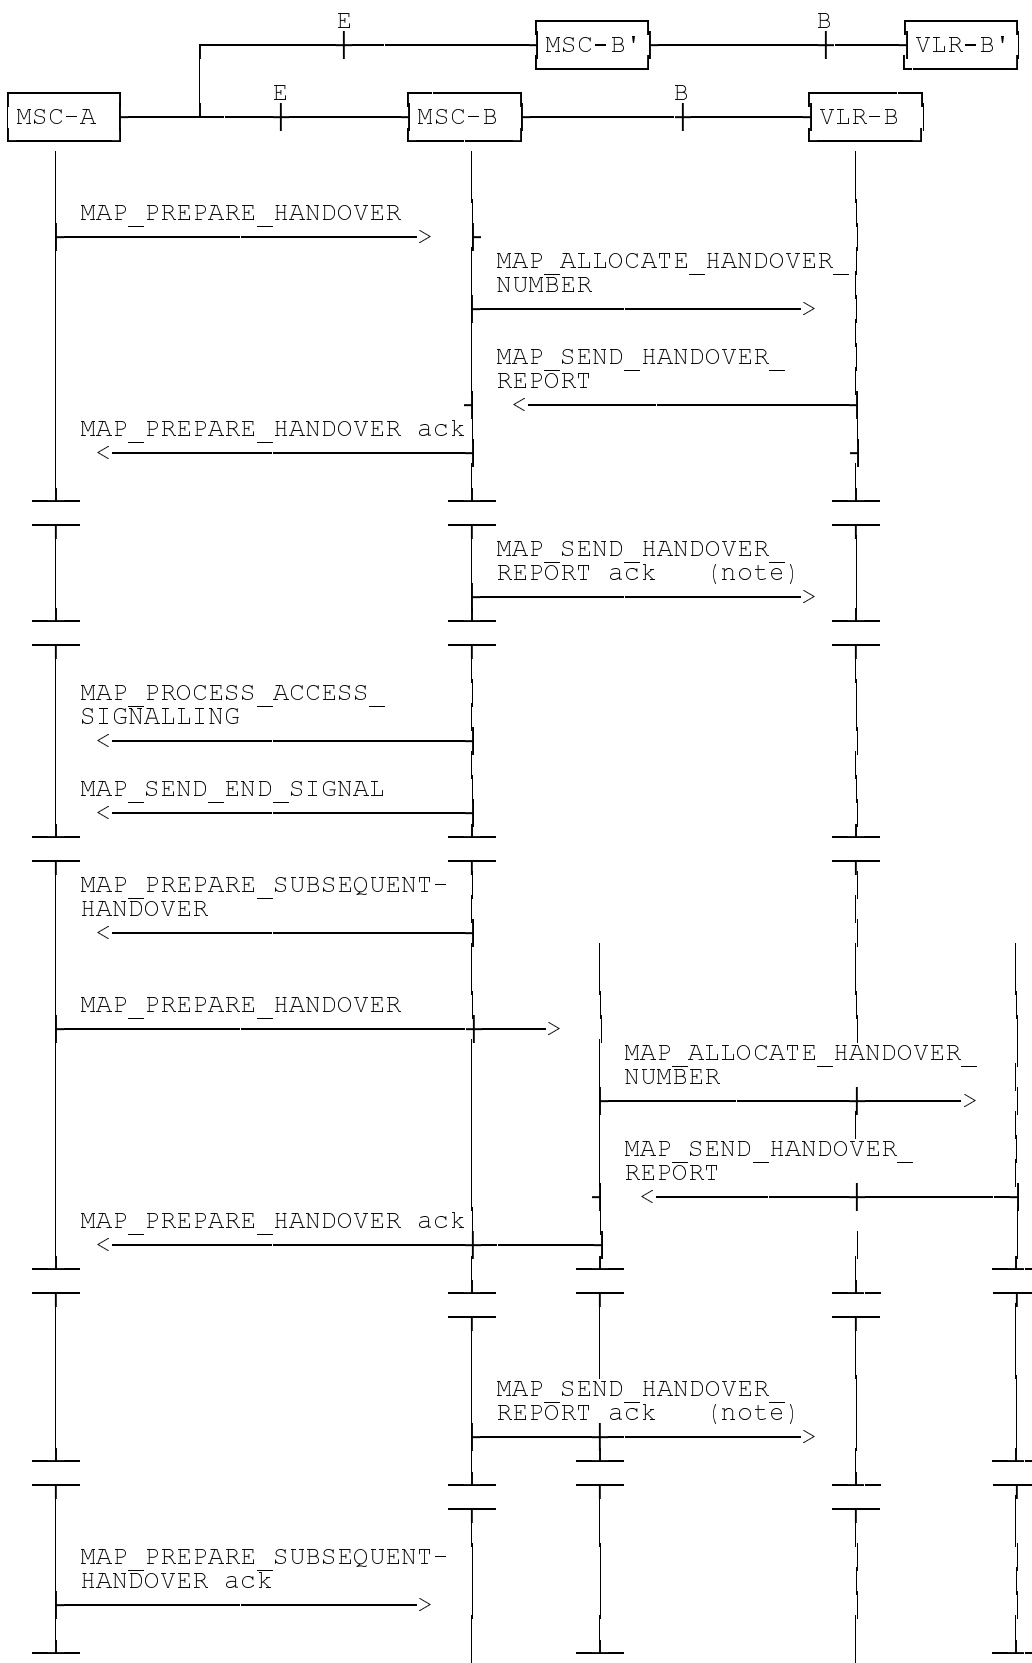 E
B
MSC-B'
VLR-B'
E
B
MSC-A
MSC-B
VLR-B
MAP_PREPARE_HANDOVER
>
MAP_ALLOCATE_HANDOVER_
NUMBER
>
MAP_SEND_HANDOVER_
REPORT
<
MAP_PREPARE_HANDOVER ack
<
MAP_SEND_HANDOVER_
REPORT ack (note)
>
MAP_PROCESS_ACCESS_
SIGNALLING
<
MAP_SEND_END_SIGNAL
<
MAP_PREPARE_SUBSEQUENT-
HANDOVER
<
MAP_PREPARE_HANDOVER
>
MAP_ALLOCATE_HANDOVER_
NUMBER
>
MAP_SEND_HANDOVER_
REPORT
<
MAP_PREPARE_HANDOVER ack
<
MAP_SEND_HANDOVER_
REPORT ack (note)
>
MAP_PREPARE_SUBSEQUENT-
HANDOVER ack
>